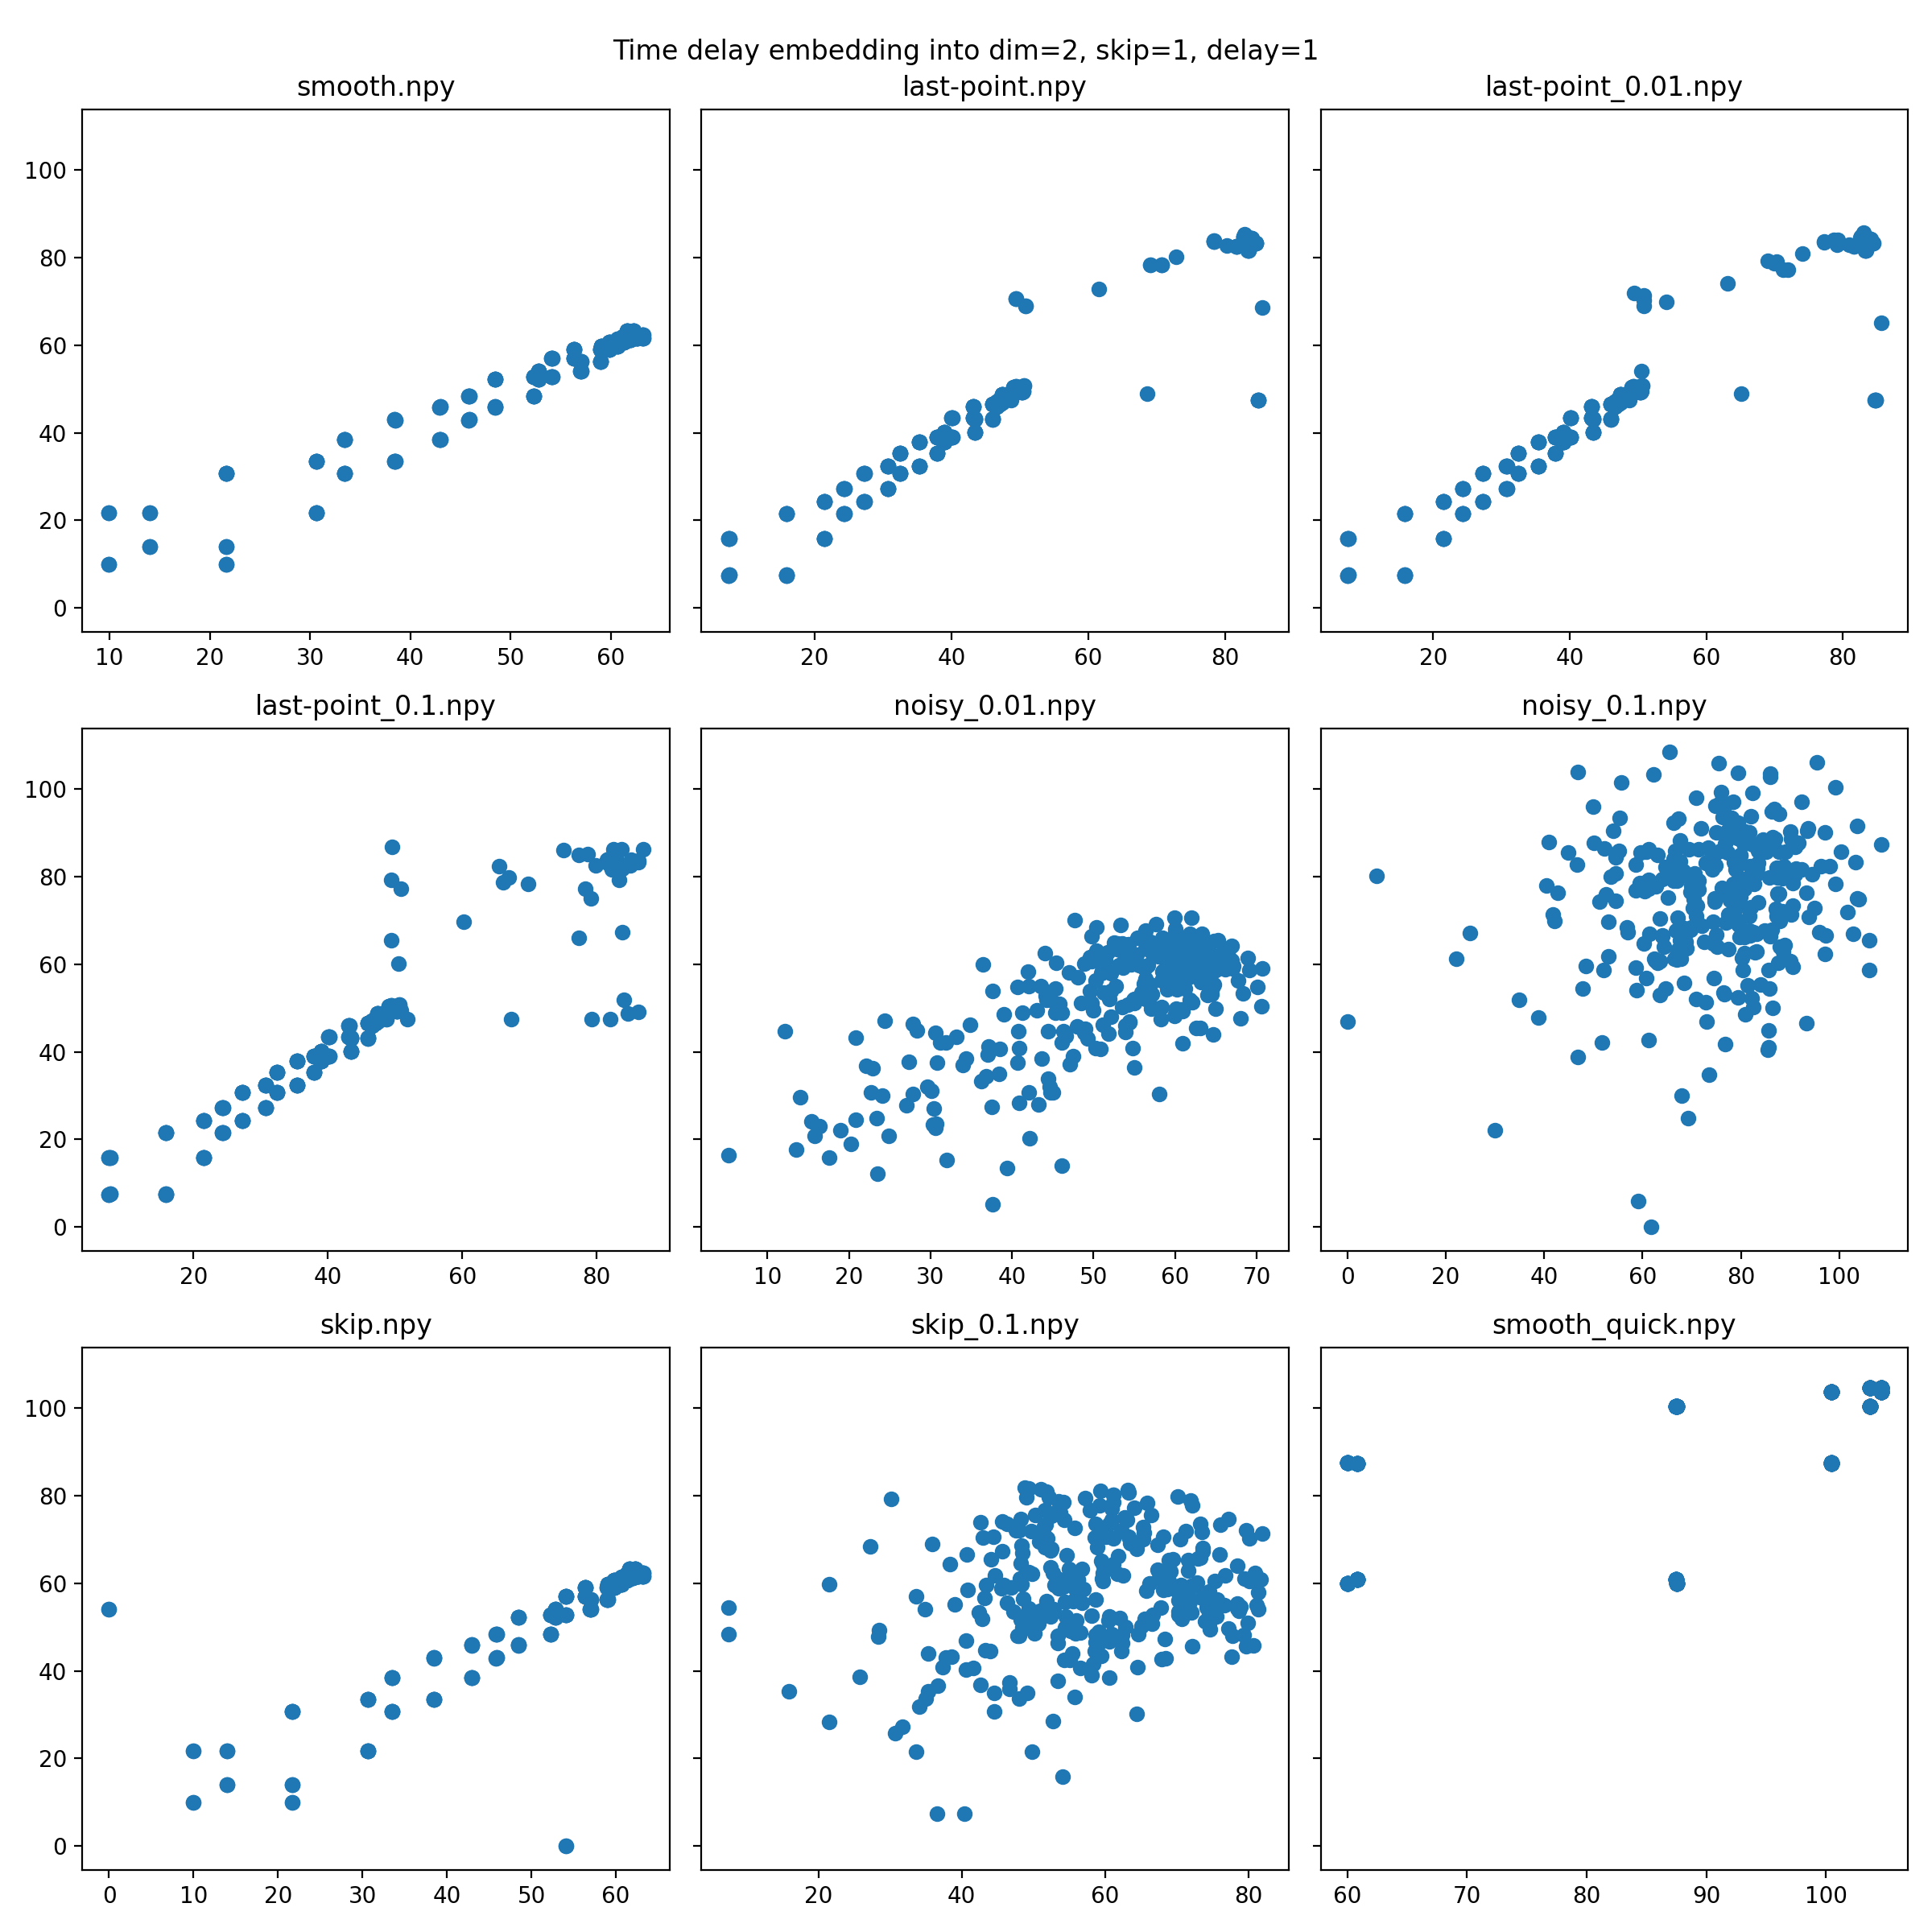 Time delay embedding into dim=2, skip=1, delay=1
smooth.npy
last-point.npy
last-point_0.01.npy
100
80
60
40
20
0
10 20 30 40 50 60
20 40 60 80
20 40 60 80
last-point_0.1.npy
noisy_0.01.npy
noisy_0.1.npy
100
80
60
40
20
0
20 40 60 80
10 20 30 40 50 60 70
0 20 40 60 80 100
skip.npy
skip_0.1.npy
smooth_quick.npy
100
80
60
40
20
0
0 10 20 30 40 50 60
20 40 60 80
60 70 80 90 100